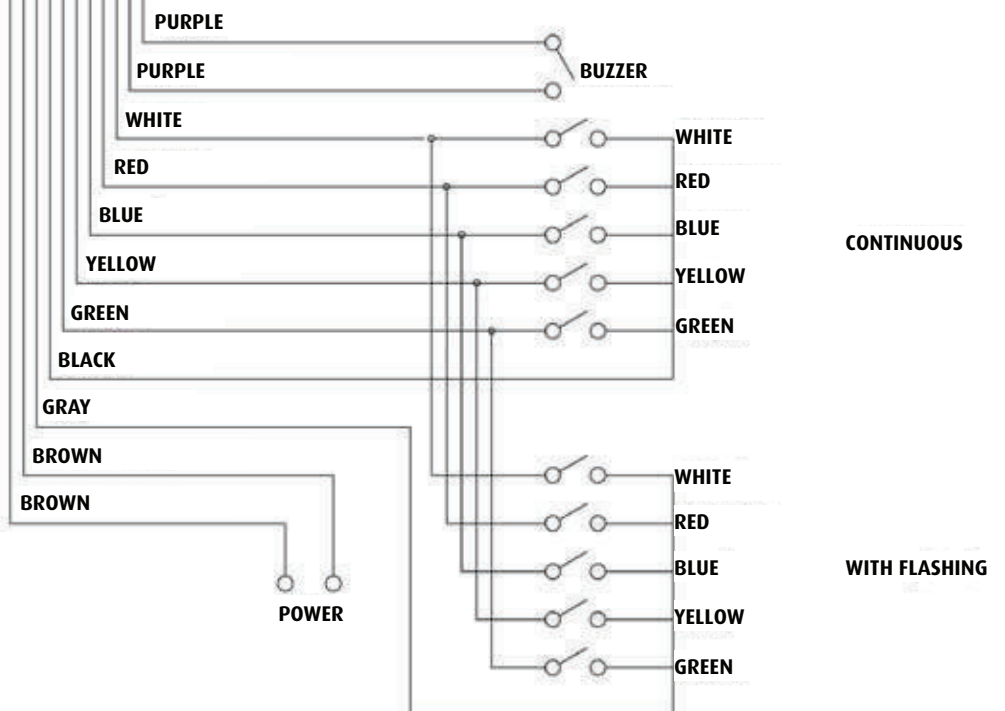 PURPLE
PURPLE
BUZZER
WHITE
WHITE
RED
RED
BLUE
BLUE
CONTINUOUS
YELLOW
YELLOW
GREEN
GREEN
BLACK
GRAY
BROWN
WHITE
BROWN
RED
BLUE
WITH FLASHING
POWER
YELLOW
GREEN